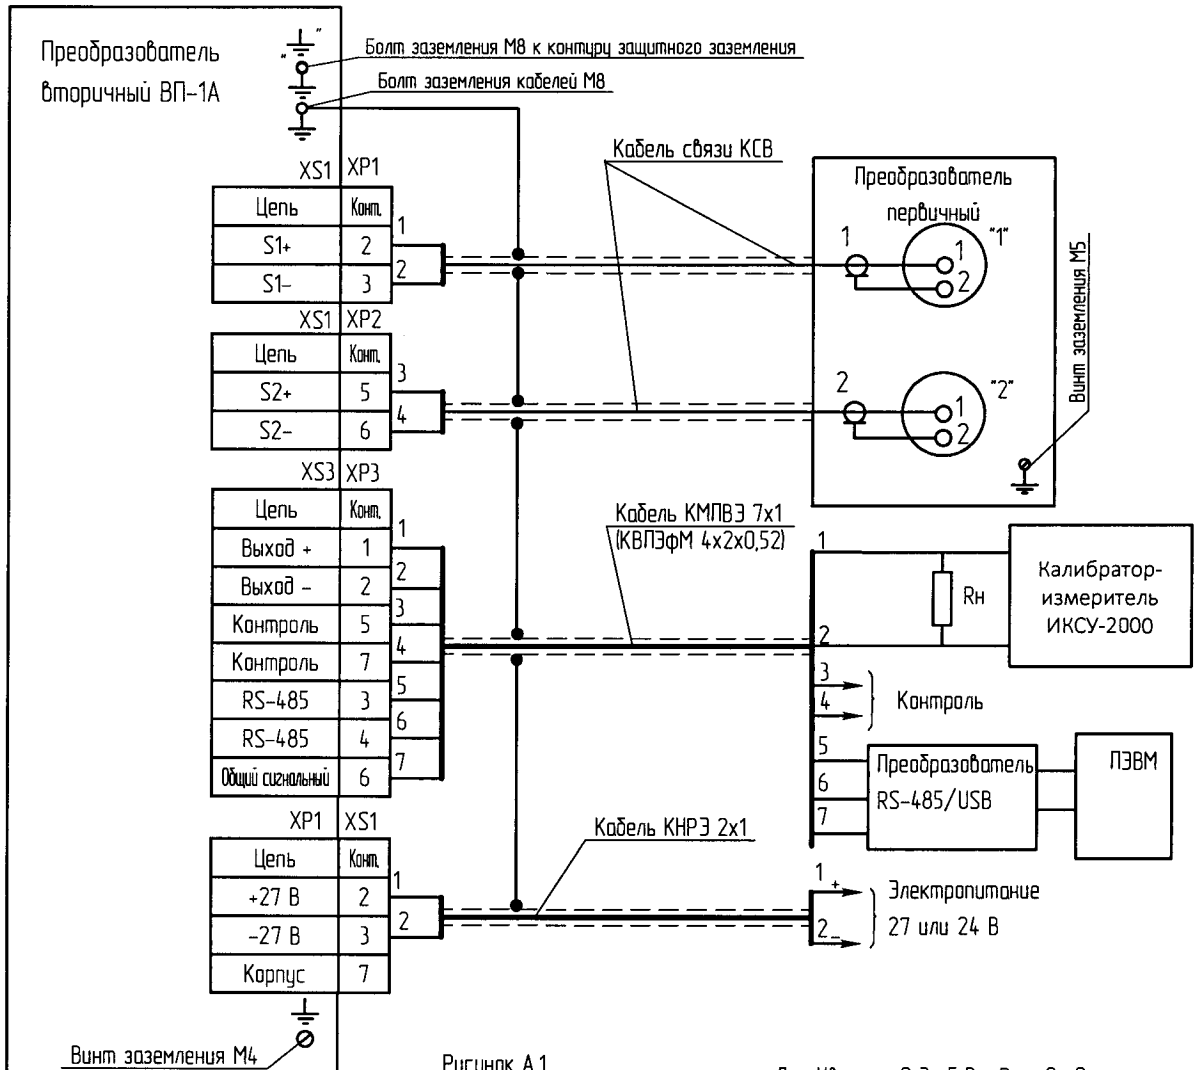 Преобразователь
вторичный ВП-1А
Болт заземления М8 к контуру защитного заземления
Болт заземления кабелей М8
Кабель связи КСВ
Преобразователь
первичный
1
1
2
"1"
2
1
2
"2"
Винт заземления М5
XS1 XP1
Цепь Конт.
S1+ 2
S1- 3
1
2
XS1 XP2
Цепь Конт.
S2+ 5
S2- 6
3
4
XS3 XP3
Цепь Конт.
Выход + 1
Выход - 2
Контроль 5
Контроль 7
RS-485 3
RS-485 4
Общий сигнальный 6
1
2
3
4
5
6
7
Кабель КМПВЭ 7х1
(КВПЭфМ 4х2х0,52)
1
2
3
4
5
6
7
Rн
Калибратор-
измеритель
ИКСУ-2000
Контроль
Преобразователь
RS-485/USB
ПЭВМ
XP1 XS1
Цепь Конт.
+27 В 2
-27 В 3
Корпус 7
1
2
Кабель КНРЭ 2х1
1 +
2 -
Электропитание
27 или 24 В
Винт заземления М4
Рисунок А.1